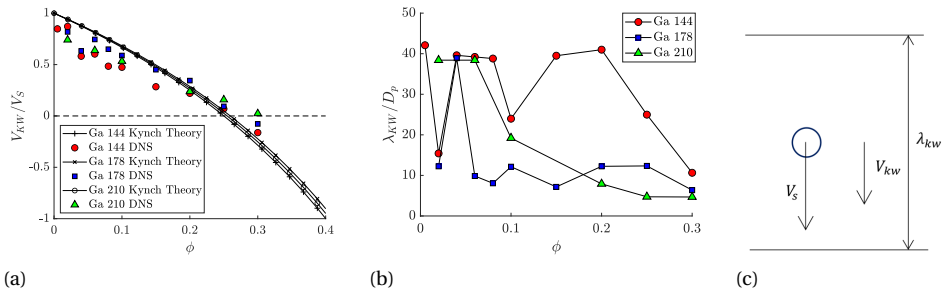 1
0.5
0
-0.5
-1
V_KW/V_S
0
0.1
0.2
0.3
0.4
ϕ
Ga 144 Kynch Theory
Ga 144 DNS
Ga 178 Kynch Theory
Ga 178 DNS
Ga 210 Kynch Theory
Ga 210 DNS
(a)
50
40
30
20
10
0
λ_KW/D_p
0
0.1
0.2
0.3
ϕ
Ga 144
Ga 178
Ga 210
(b)
V_s
V_kw
λ_kw
(c)